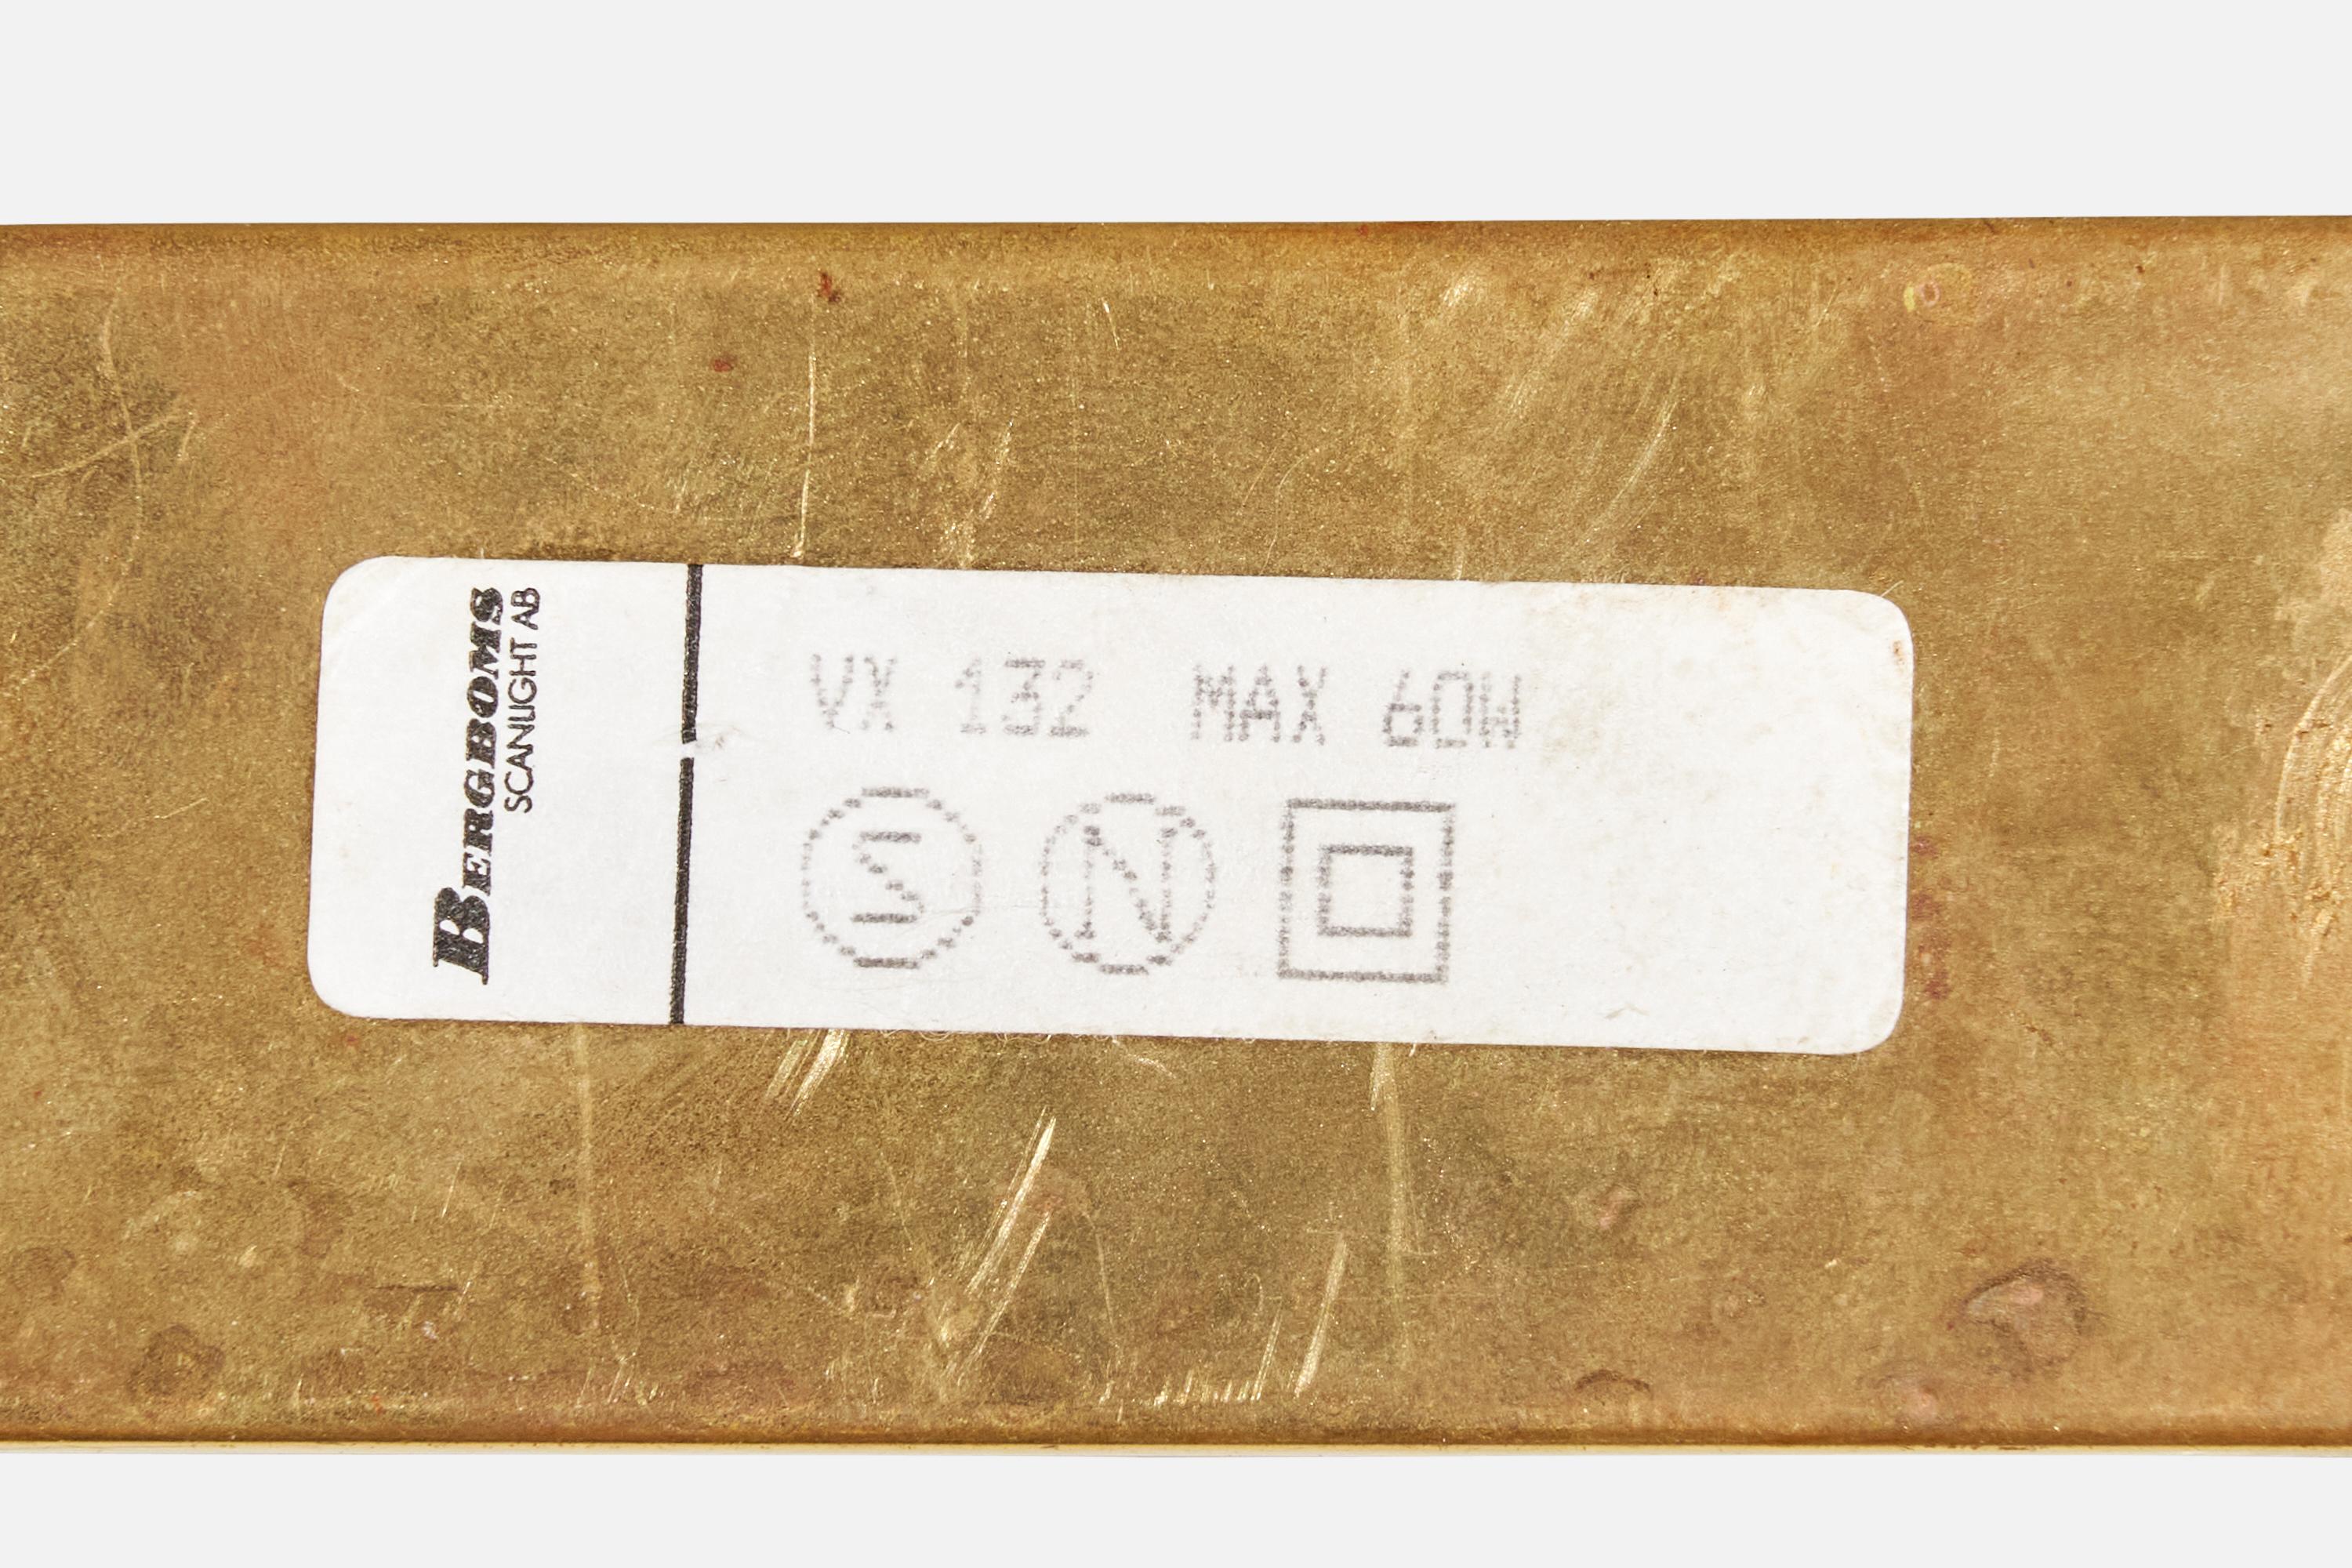 BERGBOMS
SCANLIGHT AB
VX 132 MAX 60W
S N